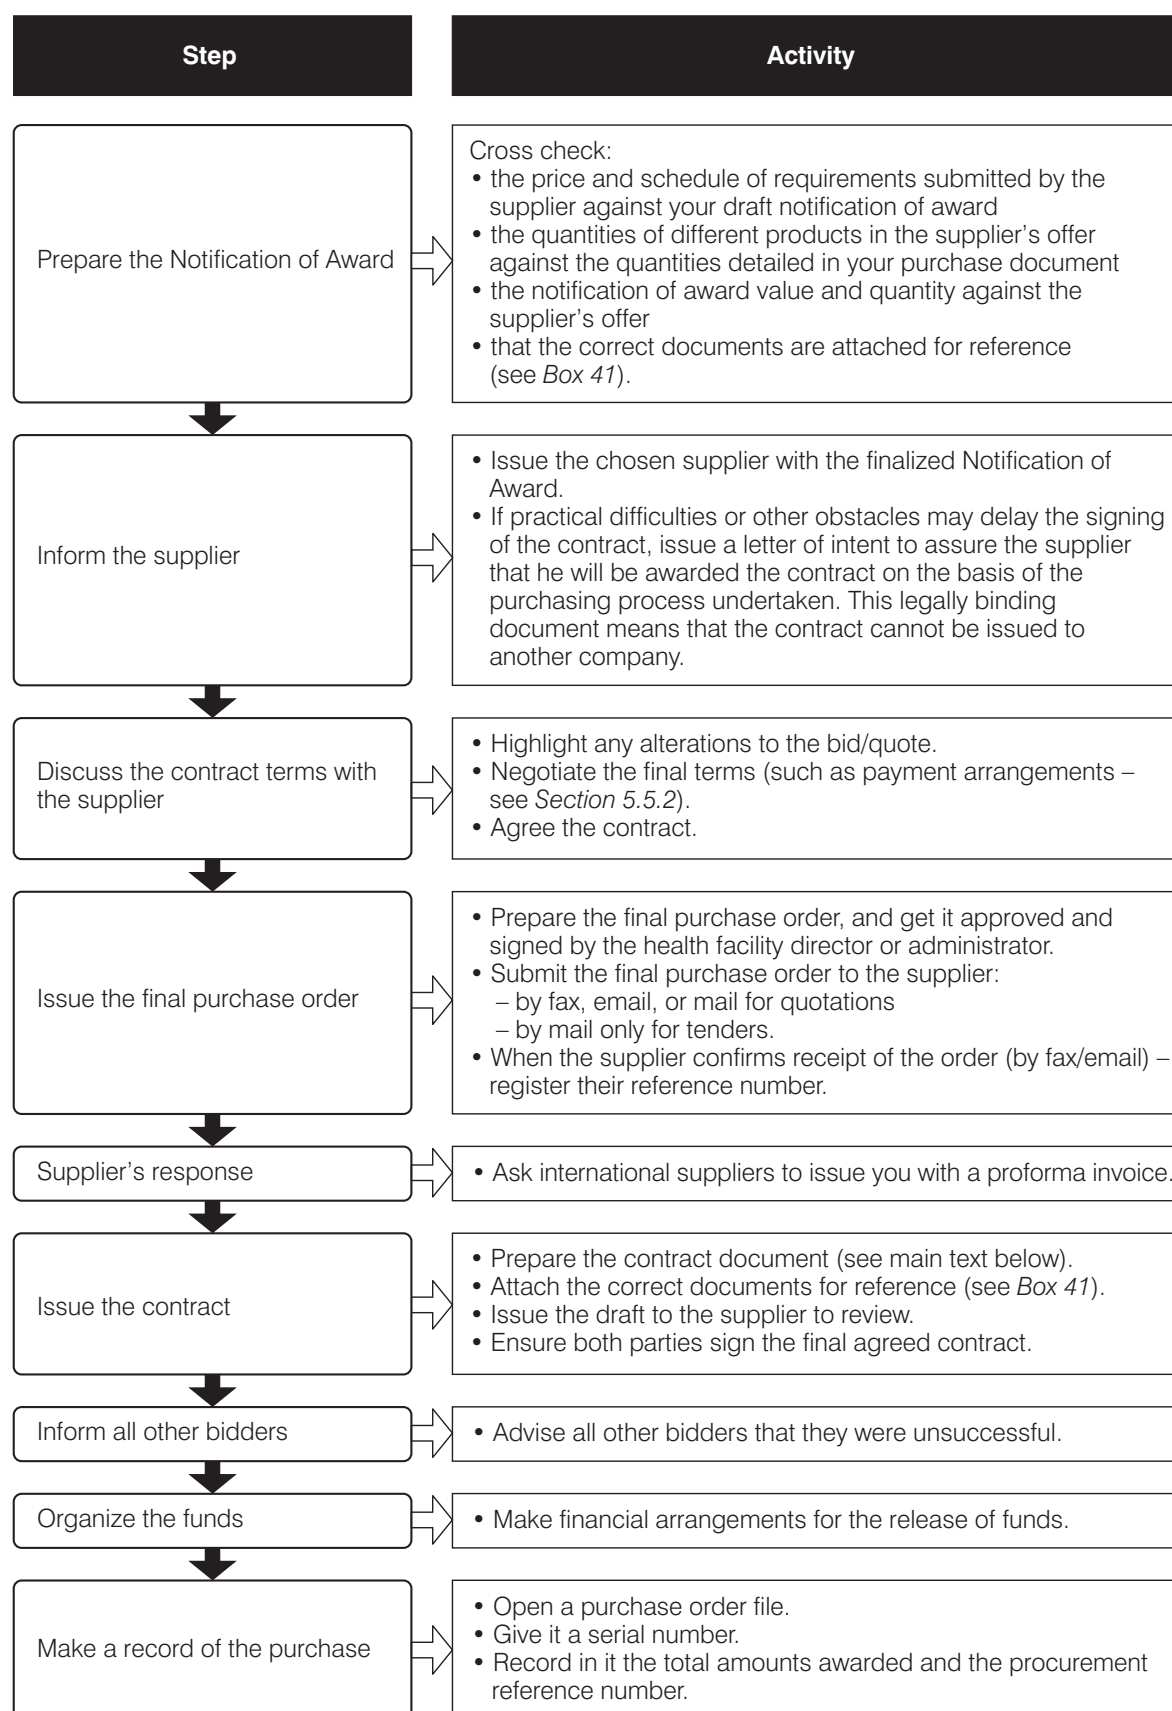 Step
Activity
Prepare the Notification of Award
Cross check:
• the price and schedule of requirements submitted by the
supplier against your draft notification of award
• the quantities of different products in the supplier’s offer
against the quantities detailed in your purchase document
• the notification of award value and quantity against the
supplier’s offer
• that the correct documents are attached for reference
(see Box 41).
Inform the supplier
• Issue the chosen supplier with the finalized Notification of
Award.
• If practical difficulties or other obstacles may delay the signing
of the contract, issue a letter of intent to assure the supplier
that he will be awarded the contract on the basis of the
purchasing process undertaken. This legally binding
document means that the contract cannot be issued to
another company.
Discuss the contract terms with
the supplier
• Highlight any alterations to the bid/quote.
• Negotiate the final terms (such as payment arrangements –
see Section 5.5.2).
• Agree the contract.
Issue the final purchase order
• Prepare the final purchase order, and get it approved and
signed by the health facility director or administrator.
• Submit the final purchase order to the supplier:
– by fax, email, or mail for quotations
– by mail only for tenders.
• When the supplier confirms receipt of the order (by fax/email) –
register their reference number.
Supplier’s response
• Ask international suppliers to issue you with a proforma invoice.
Issue the contract
• Prepare the contract document (see main text below).
• Attach the correct documents for reference (see Box 41).
• Issue the draft to the supplier to review.
• Ensure both parties sign the final agreed contract.
Inform all other bidders
• Advise all other bidders that they were unsuccessful.
Organize the funds
• Make financial arrangements for the release of funds.
Make a record of the purchase
• Open a purchase order file.
• Give it a serial number.
• Record in it the total amounts awarded and the procurement
reference number.